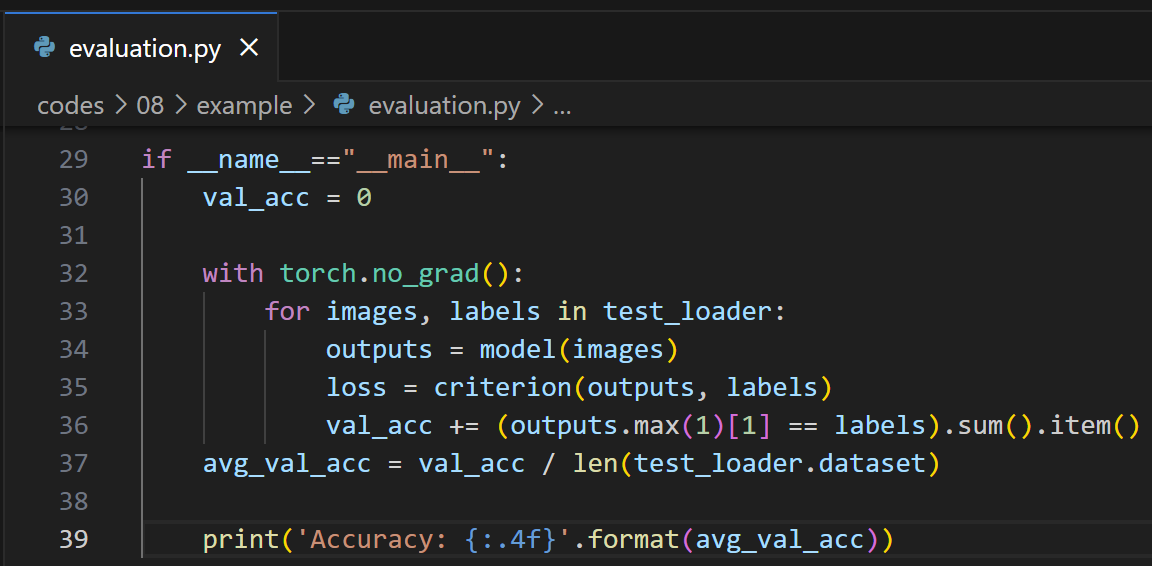 evaluation.py
codes > 08 > example > evaluation.py > ...
29 if __name__=="__main__":
30     val_acc = 0
31
32     with torch.no_grad():
33         for images, labels in test_loader:
34             outputs = model(images)
35             loss = criterion(outputs, labels)
36             val_acc += (outputs.max(1)[1] == labels).sum().item()
37     avg_val_acc = val_acc / len(test_loader.dataset)
38
39     print('Accuracy: {:.4f}'.format(avg_val_acc))